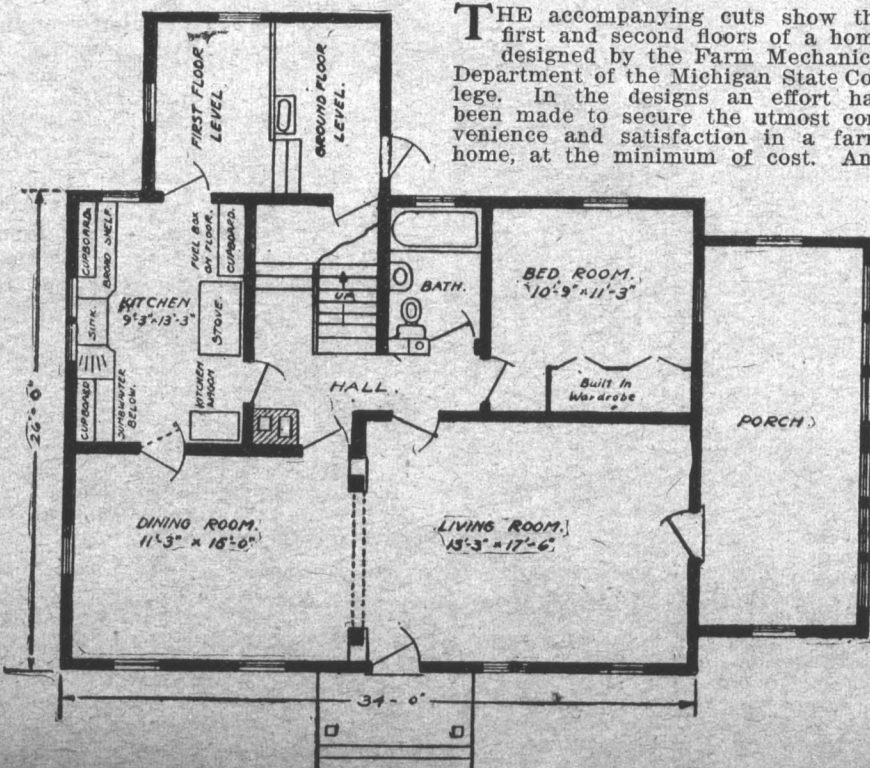 THE accompanying cuts show th
first and second floors of a hom
designed by the Farm Mechanic
Department of the Michigan State Co
lege. In the designs an effort ha
been made to secure the utmost con
venience and satisfaction in a farm
home, at the minimum of cost. An
FIRST FLOOR
LEVEL.
GROUND FLOOR
LEVEL.
CUPBOARD.
BROAD SHELF.
FUEL BOX
ON FLOOR.
CUPBOARD.
KITCHEN
9'-3"×13'-3"
SINK.
STOVE.
UP
BATH.
BED ROOM.
10'-9"×11'-3"
CUPBOARD
DUMBWAITER
BELOW.
KITCHEN
WAGON
HALL.
Built In
Wardrobe
PORCH.
26'-0"
DINING ROOM.
11'-3" x 15'-0"
LIVING ROOM.
13'-3" × 17'-6"
34'-0"